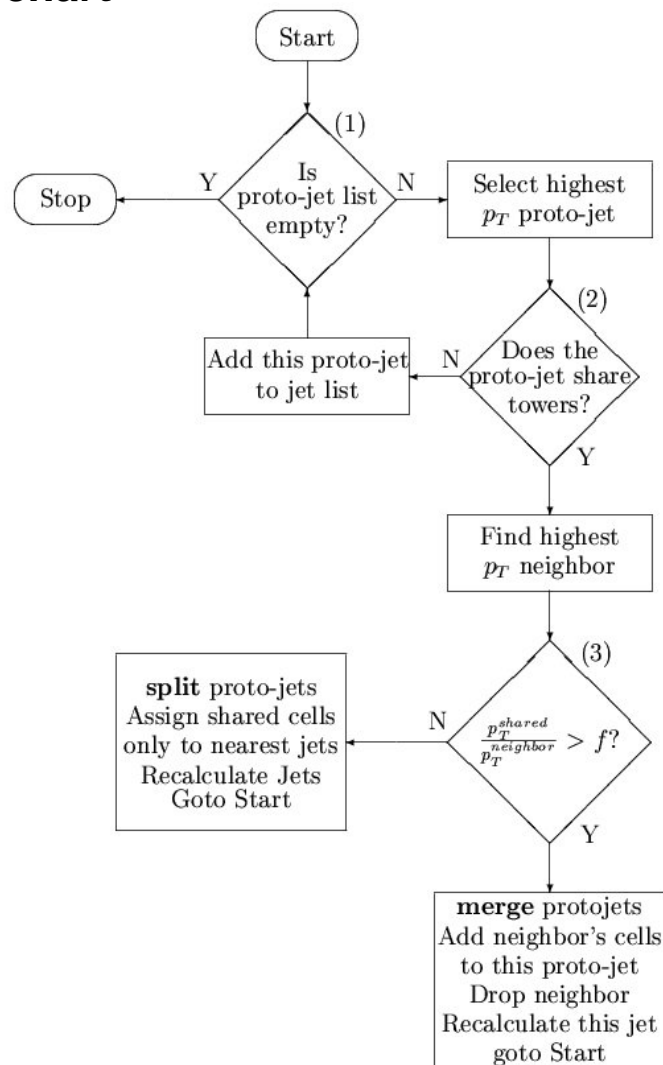 Start
(1)
Is
proto-jet list
empty?
Y
N
Stop
Select highest
p_T proto-jet
(2)
Does the
proto-jet share
towers?
N
Y
Add this proto-jet
to jet list
Find highest
p_T neighbor
(3)
p_T^{shared} / p_T^{neighbor} > f?
N
Y
split proto-jets
Assign shared cells
only to nearest jets
Recalculate Jets
Goto Start
merge protojets
Add neighbor's cells
to this proto-jet
Drop neighbor
Recalculate this jet
goto Start